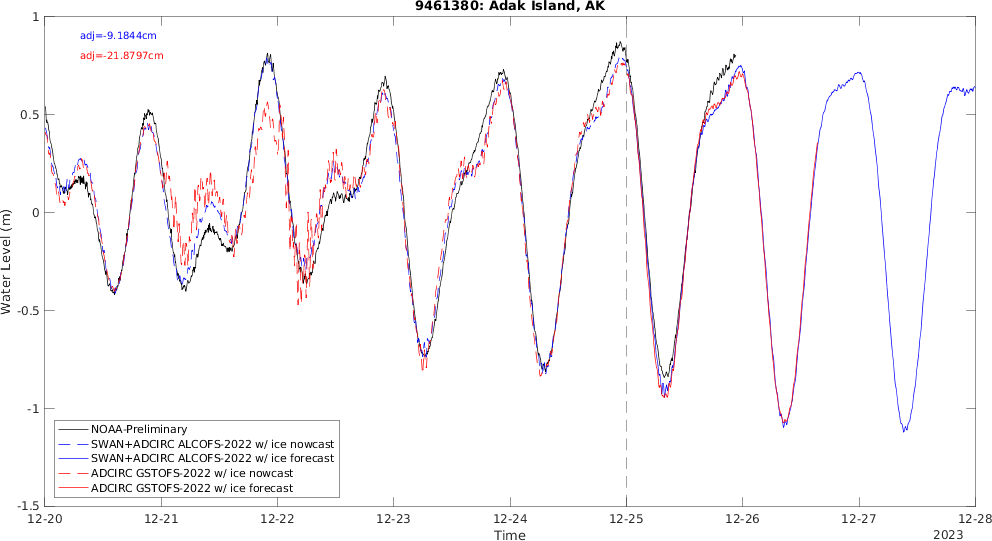 9461380: Adak Island, AK
adj=-9.1844cm
adj=-21.8797cm
1
0.5
0
-0.5
-1
-1.5
Water Level (m)
NOAA-Preliminary
SWAN+ADCIRC ALCOFS-2022 w/ ice nowcast
SWAN+ADCIRC ALCOFS-2022 w/ ice forecast
ADCIRC GSTOFS-2022 w/ ice nowcast
ADCIRC GSTOFS-2022 w/ ice forecast
12-20 12-21 12-22 12-23 12-24 12-25 12-26 12-27 12-28
Time
2023